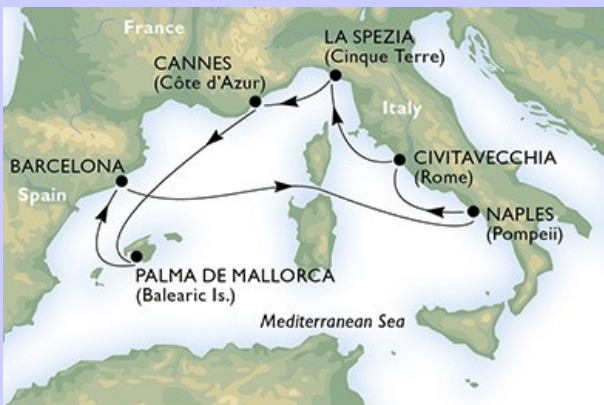 France
LA SPEZIA
(Cinque Terre)
CANNES
(Côte d'Azur)
Italy
BARCELONA
Spain
CIVITAVECCHIA
(Rome)
NAPLES
(Pompeii)
PALMA DE MALLORCA
(Balearic Is.)
Mediterranean Sea